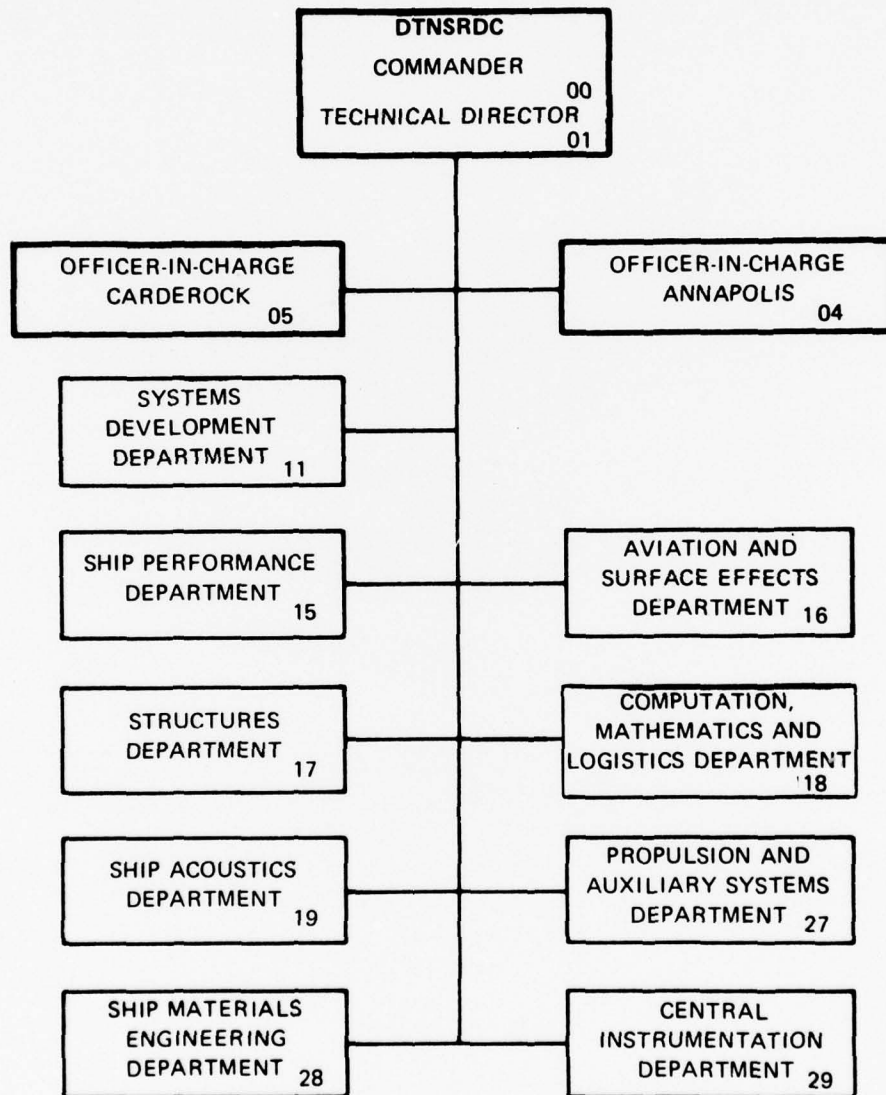 DTNSRDC
COMMANDER
00
TECHNICAL DIRECTOR
01
OFFICER-IN-CHARGE
CARDEROCK
05
OFFICER-IN-CHARGE
ANNAPOLIS
04
SYSTEMS
DEVELOPMENT
DEPARTMENT
11
SHIP PERFORMANCE
DEPARTMENT
15
AVIATION AND
SURFACE EFFECTS
DEPARTMENT
16
STRUCTURES
DEPARTMENT
17
COMPUTATION,
MATHEMATICS AND
LOGISTICS DEPARTMENT
18
SHIP ACOUSTICS
DEPARTMENT
19
PROPULSION AND
AUXILIARY SYSTEMS
DEPARTMENT
27
SHIP MATERIALS
ENGINEERING
DEPARTMENT
28
CENTRAL
INSTRUMENTATION
DEPARTMENT
29